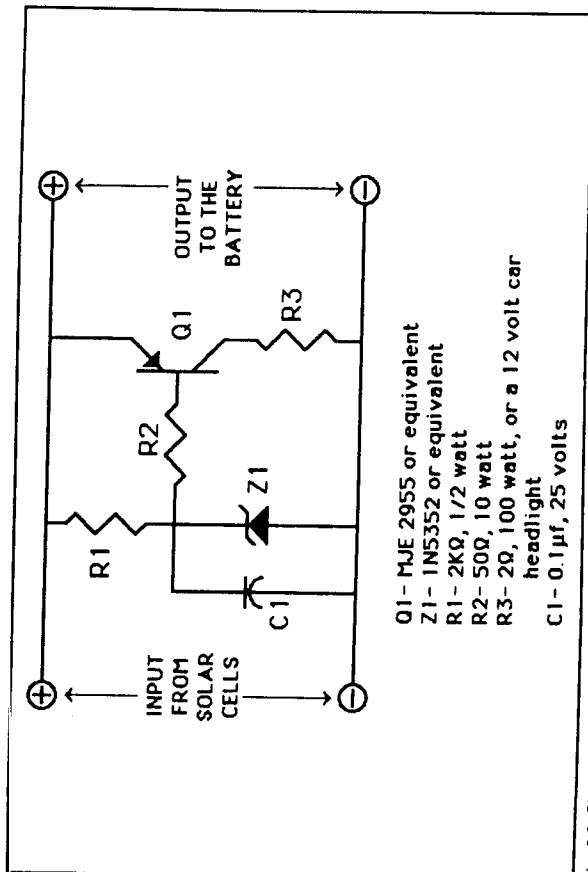 +
+
INPUT
FROM
SOLAR
CELLS
OUTPUT
TO THE
BATTERY
R1
R2
Q1
C1
Z1
R3
−
−
Q1- MJE 2955 or equivalent
Z1- 1N5352 or equivalent
R1- 2KΩ, 1/2 watt
R2- 50Ω, 10 watt
R3- 2Ω, 100 watt, or a 12 volt car
headlight
C1- 0.1µf, 25 volts